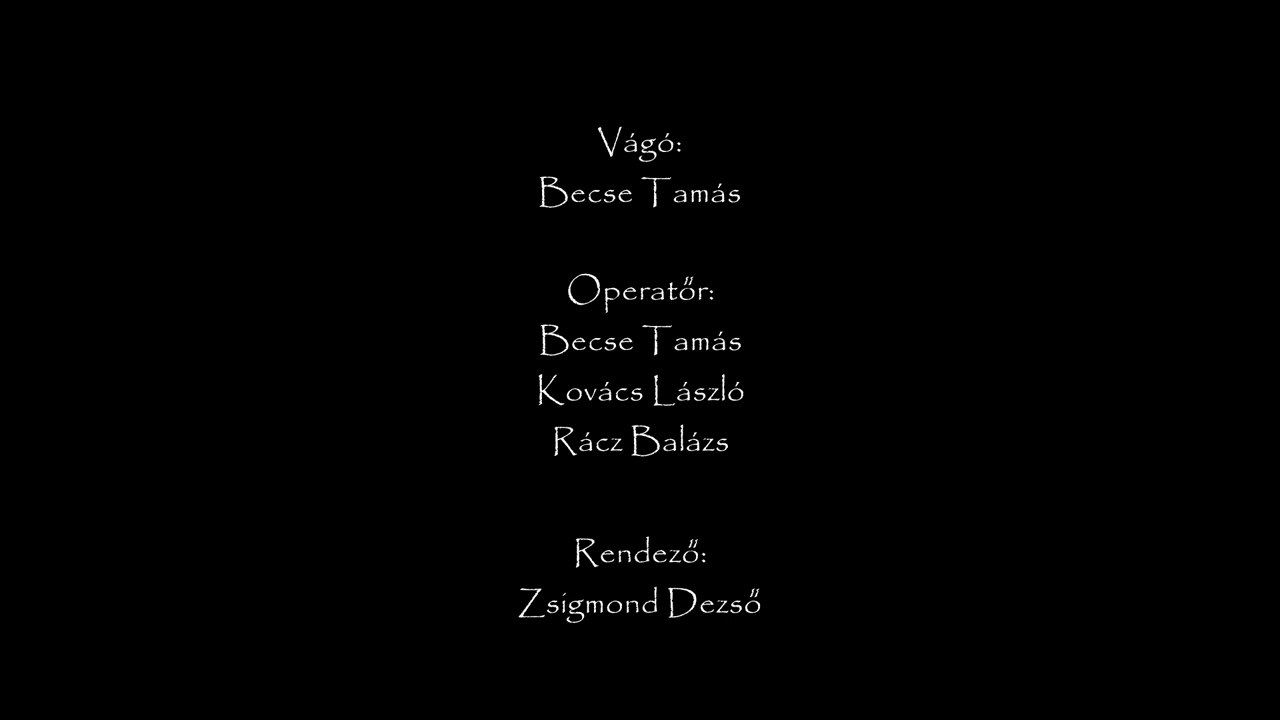 Vágó:
Becse Tamás
Operatőr:
Becse Tamás
Kovács László
Rácz Balázs
Rendező:
Zsigmond Dezső